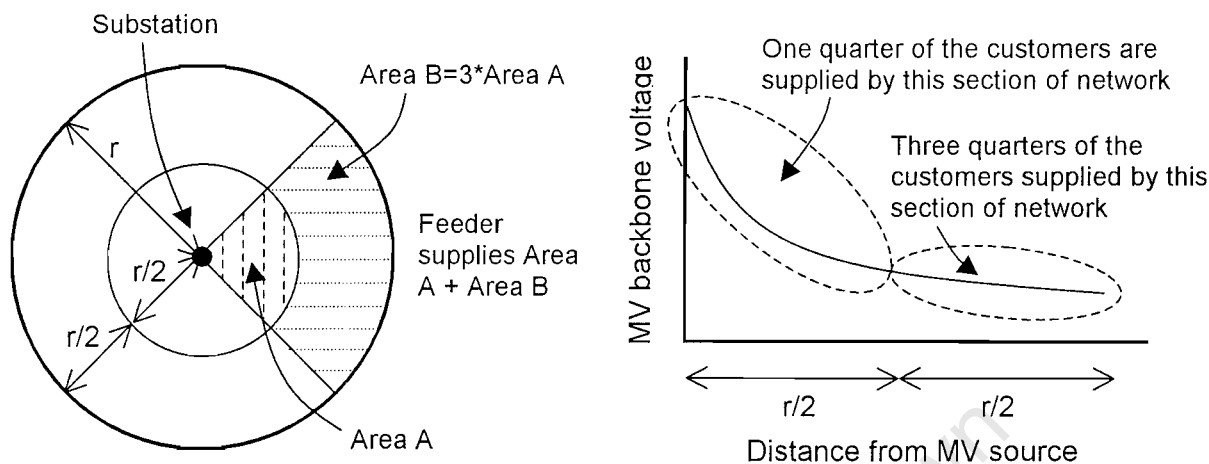 Substation
Area B=3*Area A
r
r/2
r/2
Feeder
supplies Area
A + Area B
Area A
One quarter of the customers are
supplied by this section of network
Three quarters of the
customers supplied by this
section of network
MV backbone voltage
r/2
r/2
Distance from MV source